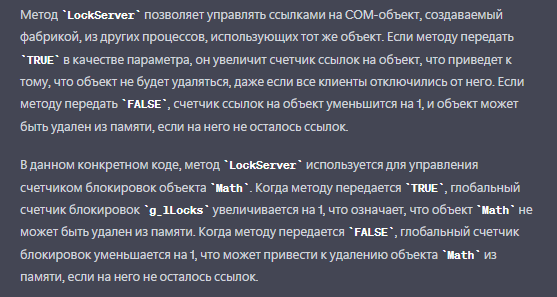 Метод `LockServer` позволяет управлять ссылками на COM-объект, создаваемый
фабрикой, из других процессов, использующих тот же объект. Если методу передать
`TRUE` в качестве параметра, он увеличит счетчик ссылок на объект, что приведет к
тому, что объект не будет удаляться, даже если все клиенты отключились от него. Если
методу передать `FALSE`, счетчик ссылок на объект уменьшится на 1, и объект может
быть удален из памяти, если на него не осталось ссылок.
В данном конкретном коде, метод `LockServer` используется для управления
счетчиком блокировок объекта `Math`. Когда методу передается `TRUE`, глобальный
счетчик блокировок `g_lLocks` увеличивается на 1, что означает, что объект `Math` не
может быть удален из памяти. Когда методу передается `FALSE`, глобальный счетчик
блокировок уменьшается на 1, что может привести к удалению объекта `Math` из
памяти, если на него не осталось ссылок.